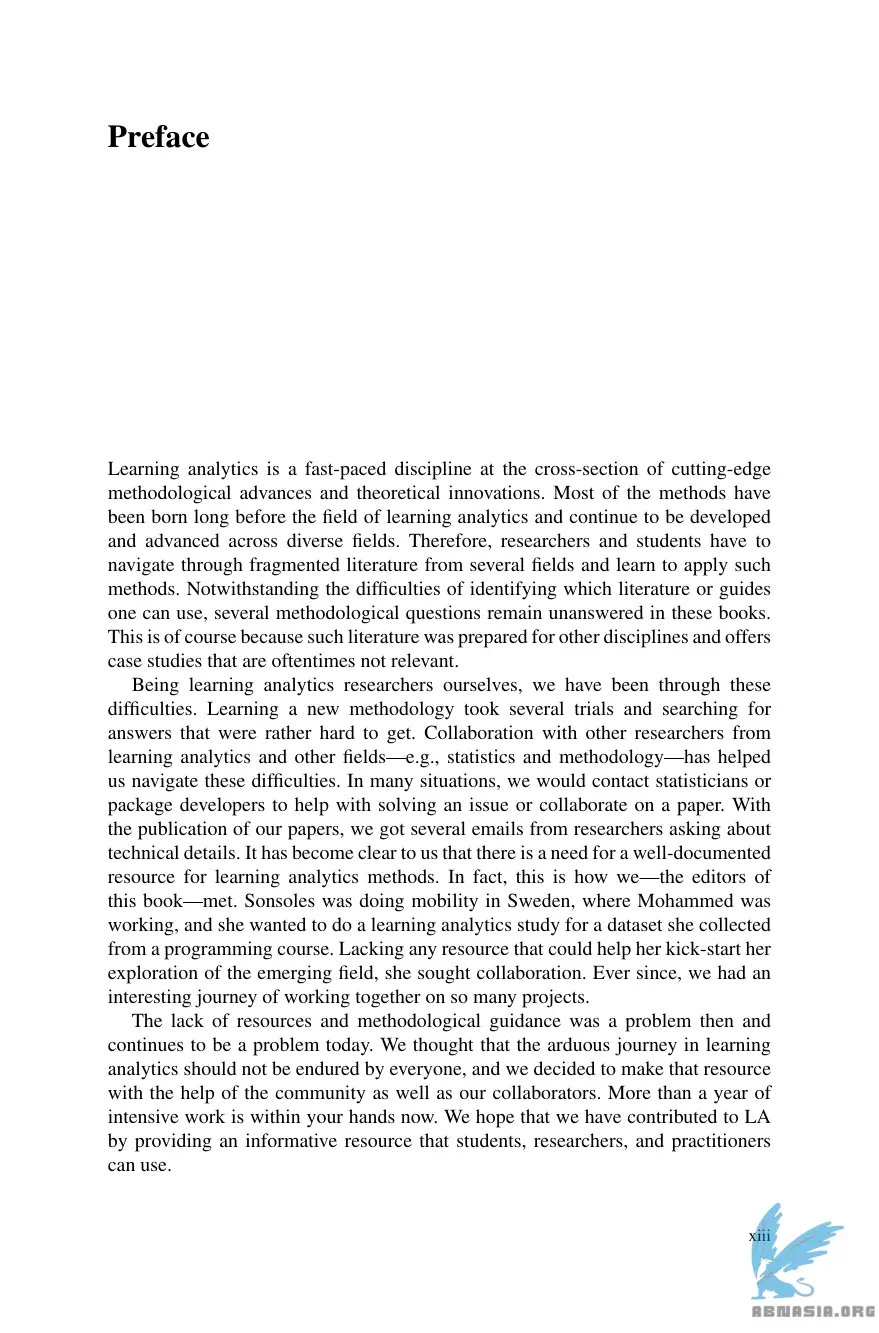 Preface
Learning analytics is a fast-paced discipline at the cross-section of cutting-edge
methodological advances and theoretical innovations. Most of the methods have
been born long before the field of learning analytics and continue to be developed
and advanced across diverse fields. Therefore, researchers and students have to
navigate through fragmented literature from several fields and learn to apply such
methods. Notwithstanding the difficulties of identifying which literature or guides
one can use, several methodological questions remain unanswered in these books.
This is of course because such literature was prepared for other disciplines and offers
case studies that are oftentimes not relevant.
Being learning analytics researchers ourselves, we have been through these
difficulties. Learning a new methodology took several trials and searching for
answers that were rather hard to get. Collaboration with other researchers from
learning analytics and other fields—e.g., statistics and methodology—has helped
us navigate these difficulties. In many situations, we would contact statisticians or
package developers to help with solving an issue or collaborate on a paper. With
the publication of our papers, we got several emails from researchers asking about
technical details. It has become clear to us that there is a need for a well-documented
resource for learning analytics methods. In fact, this is how we—the editors of
this book—met. Sonsoles was doing mobility in Sweden, where Mohammed was
working, and she wanted to do a learning analytics study for a dataset she collected
from a programming course. Lacking any resource that could help her kick-start her
exploration of the emerging field, she sought collaboration. Ever since, we had an
interesting journey of working together on so many projects.
The lack of resources and methodological guidance was a problem then and
continues to be a problem today. We thought that the arduous journey in learning
analytics should not be endured by everyone, and we decided to make that resource
with the help of the community as well as our collaborators. More than a year of
intensive work is within your hands now. We hope that we have contributed to LA
by providing an informative resource that students, researchers, and practitioners
can use.
xiii
ABNASIA.ORG